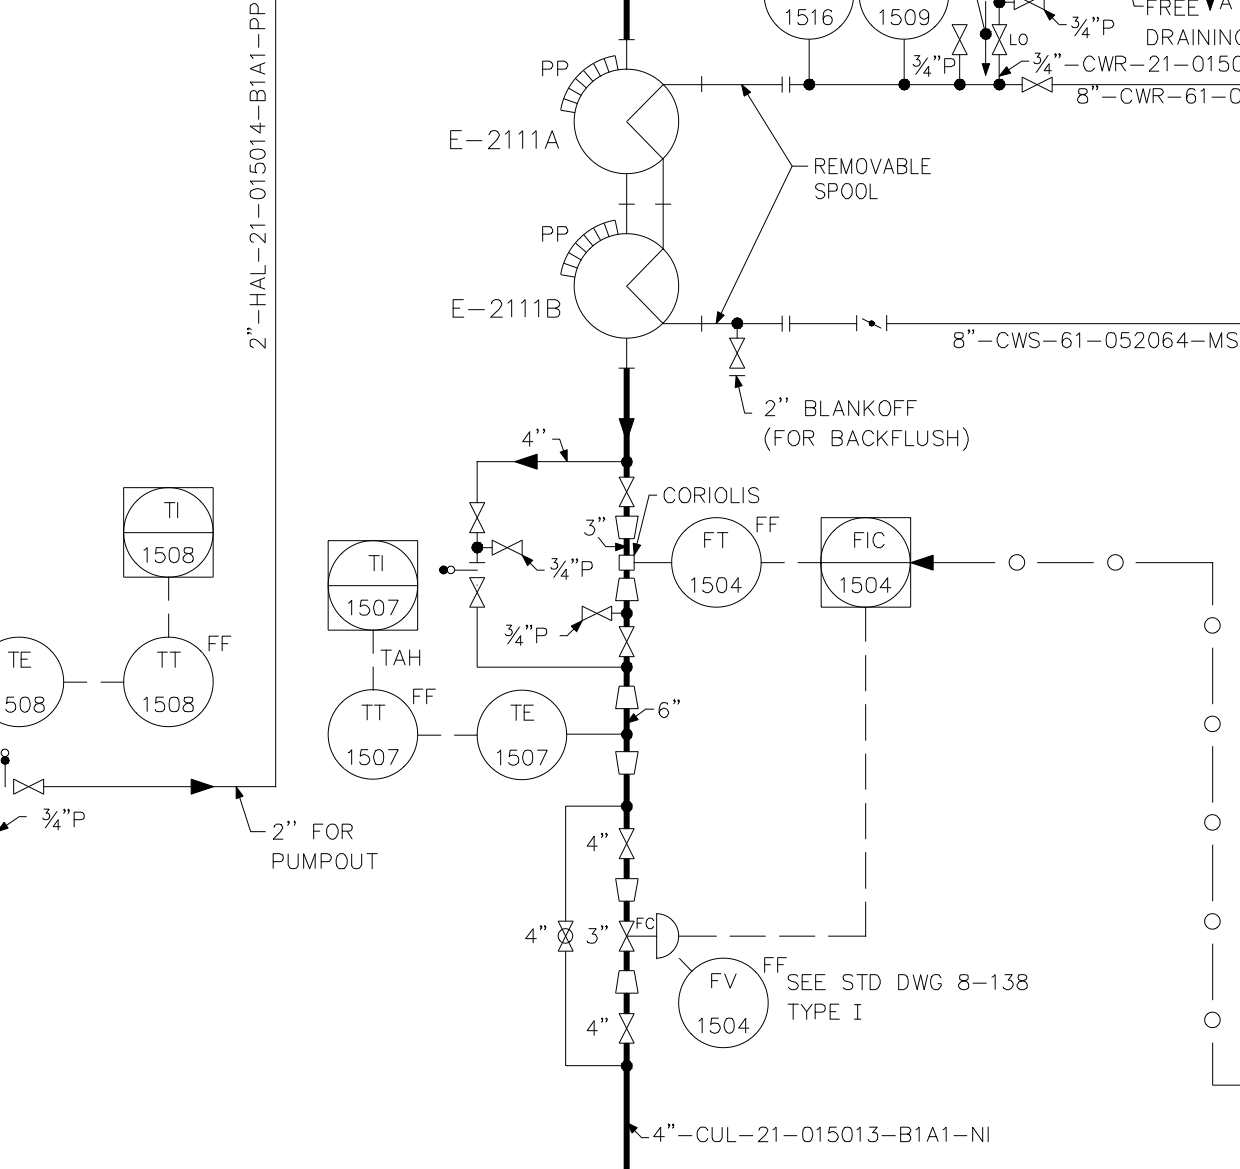 1516
1509
FREE A
DRAINING
¾"P
LO
¾"P
¾"-CWR-21-0150
8"-CWR-61-0
PP
E-2111A
REMOVABLE
SPOOL
2"-HAL-21-015014-B1A1-PP
PP
E-2111B
8"-CWS-61-052064-MS
2'' BLANKOFF
(FOR BACKFLUSH)
4''
CORIOLIS
TI
1508
3"
FT
1504
FF
FIC
1504
TI
1507
¾"P
¾"P
TE
508
TT
1508
FF
TAH
TT
1507
FF
TE
1507
6"
¾"P
2'' FOR
PUMPOUT
4"
4"
3"
FC
FV
1504
FF
SEE STD DWG 8-138
TYPE I
4"
4"-CUL-21-015013-B1A1-NI